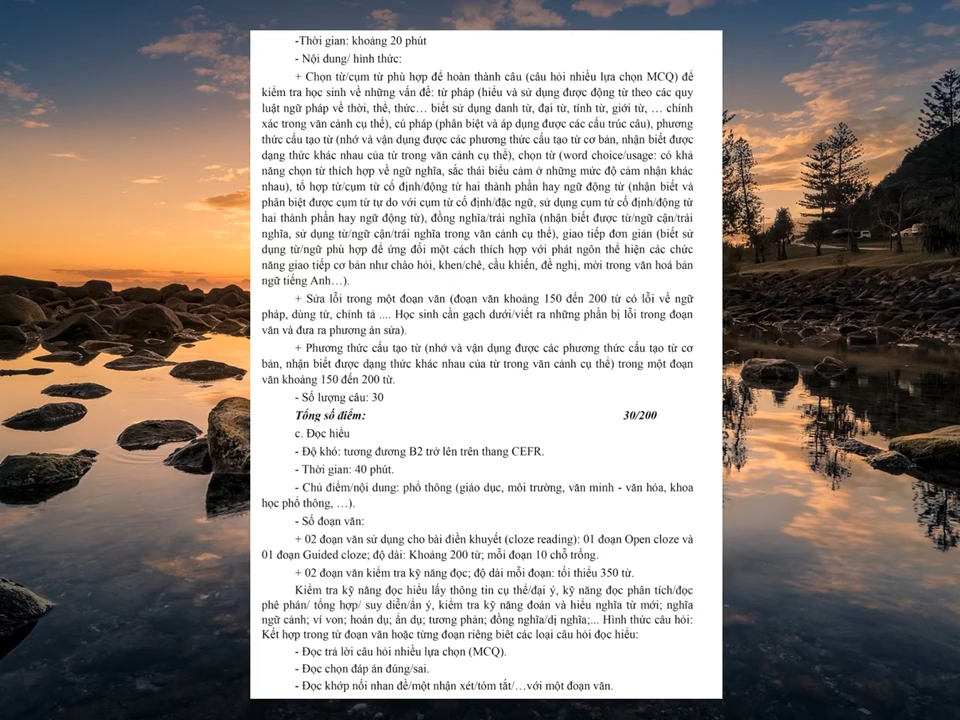 -Thời gian: khoảng 20 phút
- Nội dung/ hình thức:
+ Chọn từ/cụm từ phù hợp để hoàn thành câu (câu hỏi nhiều lựa chọn MCQ) để
kiểm tra học sinh về những vấn đề: từ pháp (hiểu và sử dụng được động từ theo các quy
luật ngữ pháp về thời, thể, thức… biết sử dụng danh từ, đại từ, tính từ, giới từ, … chính
xác trong văn cảnh cụ thể), cú pháp (phân biệt và áp dụng được các cấu trúc câu), phương
thức cấu tạo từ (nhớ và vận dụng được các phương thức cấu tạo từ cơ bản, nhận biết được
dạng thức khác nhau của từ trong văn cảnh cụ thể), chọn từ (word choice/usage: có khả
năng chọn từ thích hợp về ngữ nghĩa, sắc thái biểu cảm ở những mức độ cảm nhận khác
nhau), tổ hợp từ/cụm từ cố định/động từ hai thành phần hay ngữ động từ (nhận biết và
phân biệt được cụm từ tự do với cụm từ cố định/đặc ngữ, sử dụng cụm từ cố định/động từ
hai thành phần hay ngữ động từ), đồng nghĩa/trái nghĩa (nhận biết được từ/ngữ cận/trái
nghĩa, sử dụng từ/ngữ cận/trái nghĩa trong văn cảnh cụ thể), giao tiếp đơn giản (biết sử
dụng từ/ngữ phù hợp để ứng đối một cách thích hợp với phát ngôn thể hiện các chức
năng giao tiếp cơ bản như chào hỏi, khen/chê, cầu khiến, đề nghị, mời trong văn hoá bản
ngữ tiếng Anh…).
+ Sửa lỗi trong một đoạn văn (đoạn văn khoảng 150 đến 200 từ có lỗi về ngữ
pháp, dùng từ, chính tả .... Học sinh cần gạch dưới/viết ra những phần bị lỗi trong đoạn
văn và đưa ra phương án sửa).
+ Phương thức cấu tạo từ (nhớ và vận dụng được các phương thức cấu tạo từ cơ
bản, nhận biết được dạng thức khác nhau của từ trong văn cảnh cụ thể) trong một đoạn
văn khoảng 150 đến 200 từ.
- Số lượng câu: 30
Tổng số điểm: 30/200
c. Đọc hiểu
- Độ khó: tương đương B2 trở lên trên thang CEFR.
- Thời gian: 40 phút.
- Chủ điểm/nội dung: phổ thông (giáo dục, môi trường, văn minh - văn hóa, khoa
học phổ thông, …).
- Số đoạn văn:
+ 02 đoạn văn sử dụng cho bài điền khuyết (cloze reading): 01 đoạn Open cloze và
01 đoạn Guided cloze; độ dài: Khoảng 200 từ; mỗi đoạn 10 chỗ trống.
+ 02 đoạn văn kiểm tra kỹ năng đọc; độ dài mỗi đoạn: tối thiểu 350 từ.
Kiểm tra kỹ năng đọc hiểu lấy thông tin cụ thể/đại ý, kỹ năng đọc phân tích/đọc
phê phán/ tổng hợp/ suy diễn/ẩn ý, kiểm tra kỹ năng đoán và hiểu nghĩa từ mới; nghĩa
ngữ cảnh; ví von; hoán dụ; ẩn dụ; tương phản; đồng nghĩa/dị nghĩa;... Hình thức câu hỏi:
Kết hợp trong từ đoạn văn hoặc từng đoạn riêng biêt các loại câu hỏi đọc hiểu:
- Đọc trả lời câu hỏi nhiều lựa chọn (MCQ).
- Đọc chọn đáp án đúng/sai.
- Đọc khớp nối nhan đề/một nhận xét/tóm tắt/…với một đoạn văn.